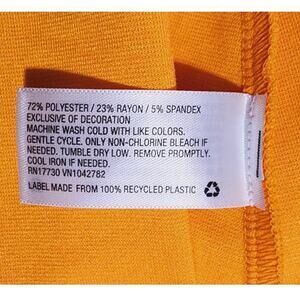 72% POLYESTER / 23% RAYON / 5% SPANDEX
EXCLUSIVE OF DECORATION
MACHINE WASH COLD WITH LIKE COLORS.
GENTLE CYCLE. ONLY NON-CHLORINE BLEACH IF
NEEDED. TUMBLE DRY LOW. REMOVE PROMPTLY.
COOL IRON IF NEEDED.
RN17730 VN1042782
LABEL MADE FROM 100% RECYCLED PLASTIC